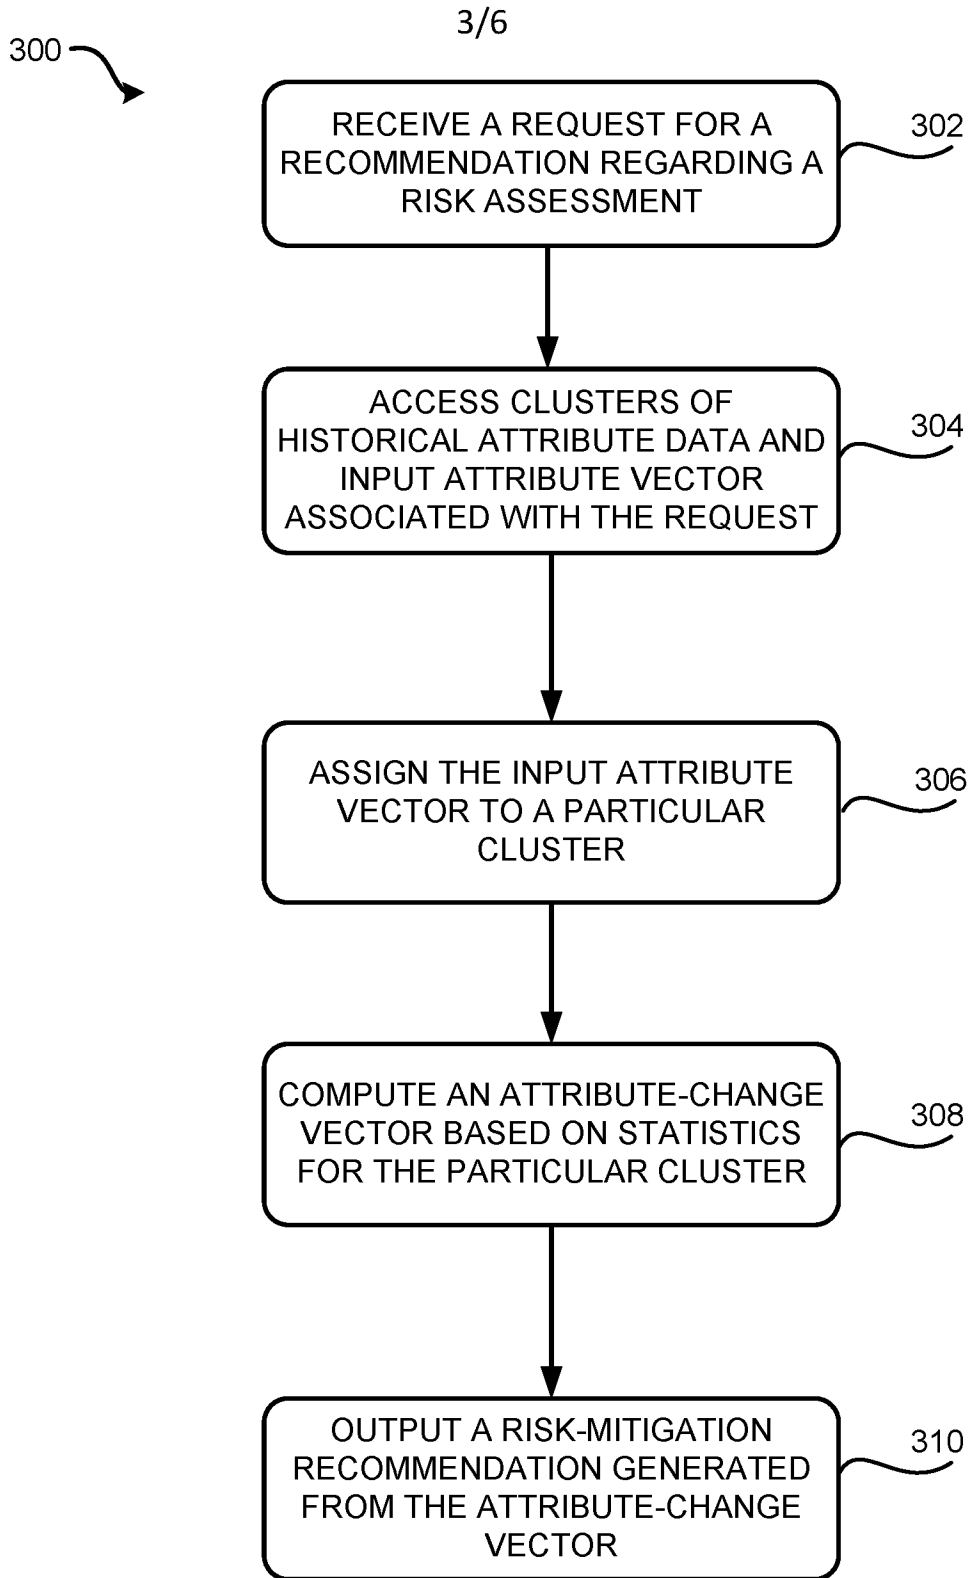 3/6
300
RECEIVE A REQUEST FOR A
RECOMMENDATION REGARDING A
RISK ASSESSMENT
302
ACCESS CLUSTERS OF
HISTORICAL ATTRIBUTE DATA AND
INPUT ATTRIBUTE VECTOR
ASSOCIATED WITH THE REQUEST
304
ASSIGN THE INPUT ATTRIBUTE
VECTOR TO A PARTICULAR
CLUSTER
306
COMPUTE AN ATTRIBUTE-CHANGE
VECTOR BASED ON STATISTICS
FOR THE PARTICULAR CLUSTER
308
OUTPUT A RISK-MITIGATION
RECOMMENDATION GENERATED
FROM THE ATTRIBUTE-CHANGE
VECTOR
310